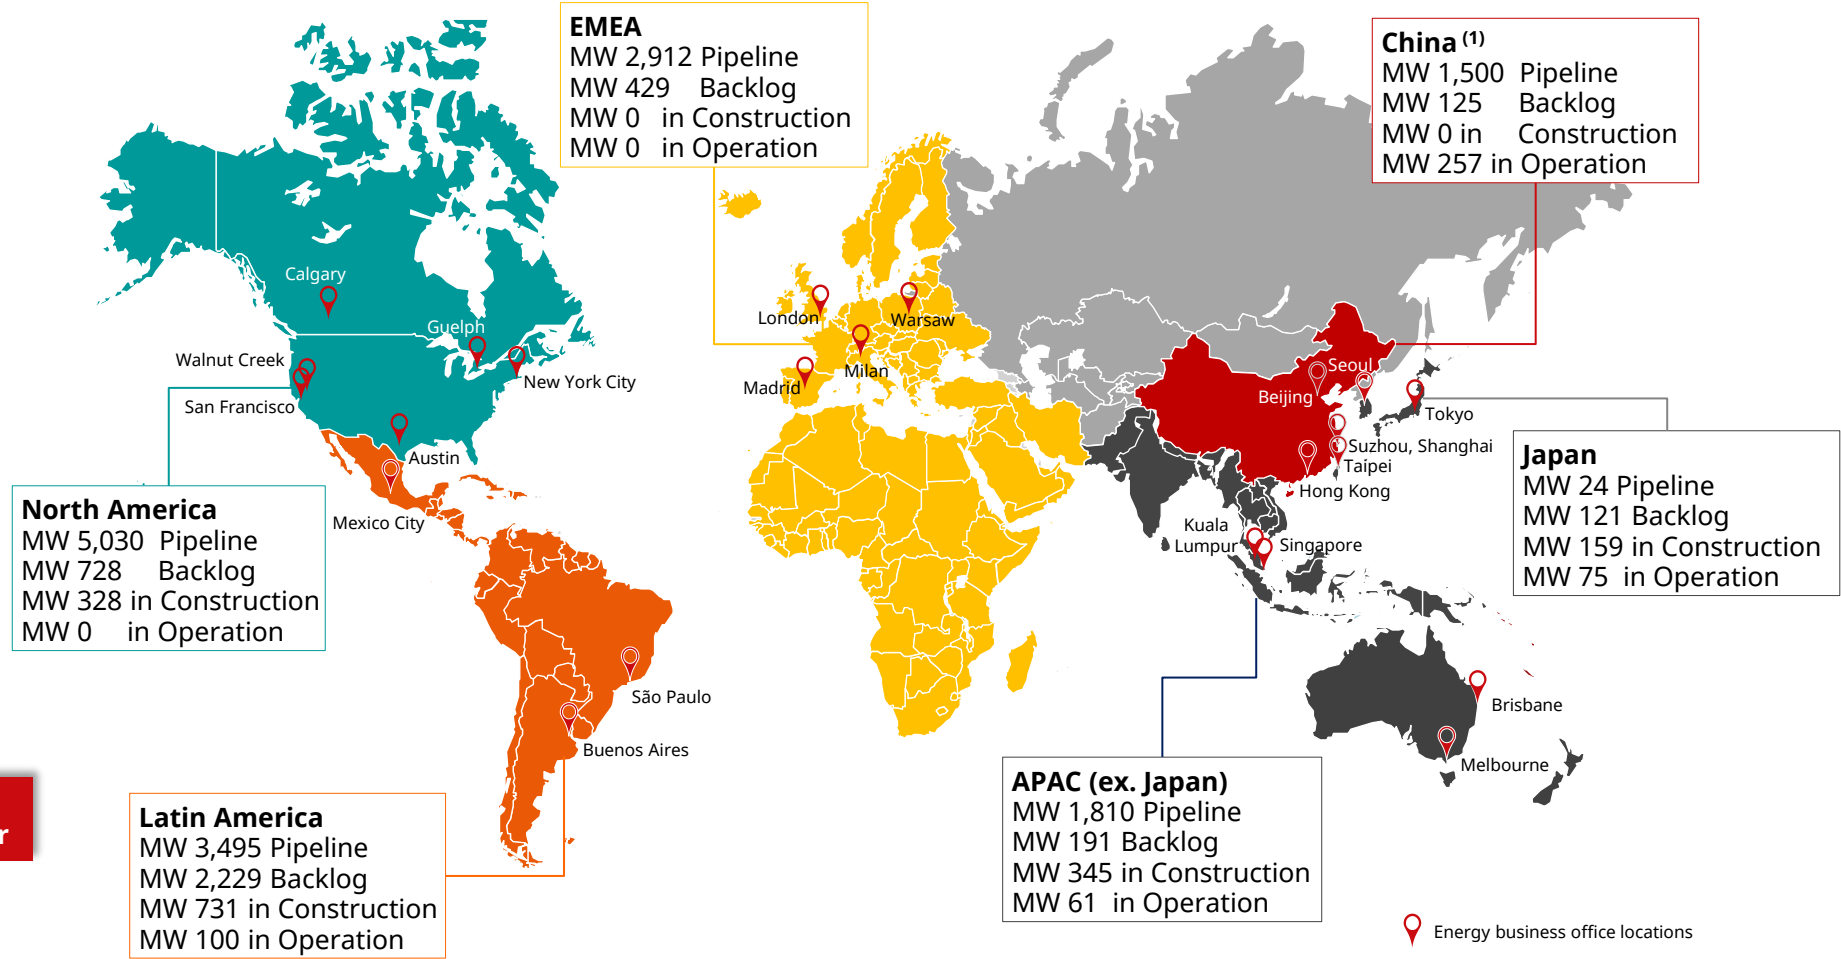 EMEA
MW 2,912 Pipeline
MW 429 Backlog
MW 0 in Construction
MW 0 in Operation
China (1)
MW 1,500 Pipeline
MW 125 Backlog
MW 0 in Construction
MW 257 in Operation
Calgary
Guelph
Walnut Creek
San Francisco
New York City
Austin
Mexico City
London
Warsaw
Milan
Madrid
Seoul
Beijing
Tokyo
Suzhou, Shanghai
Taipei
Hong Kong
Kuala
Lumpur
Singapore
North America
MW 5,030 Pipeline
MW 728 Backlog
MW 328 in Construction
MW 0 in Operation
Japan
MW 24 Pipeline
MW 121 Backlog
MW 159 in Construction
MW 75 in Operation
São Paulo
Buenos Aires
Brisbane
Melbourne
Latin America
MW 3,495 Pipeline
MW 2,229 Backlog
MW 731 in Construction
MW 100 in Operation
APAC (ex. Japan)
MW 1,810 Pipeline
MW 191 Backlog
MW 345 in Construction
MW 61 in Operation
Energy business office locations